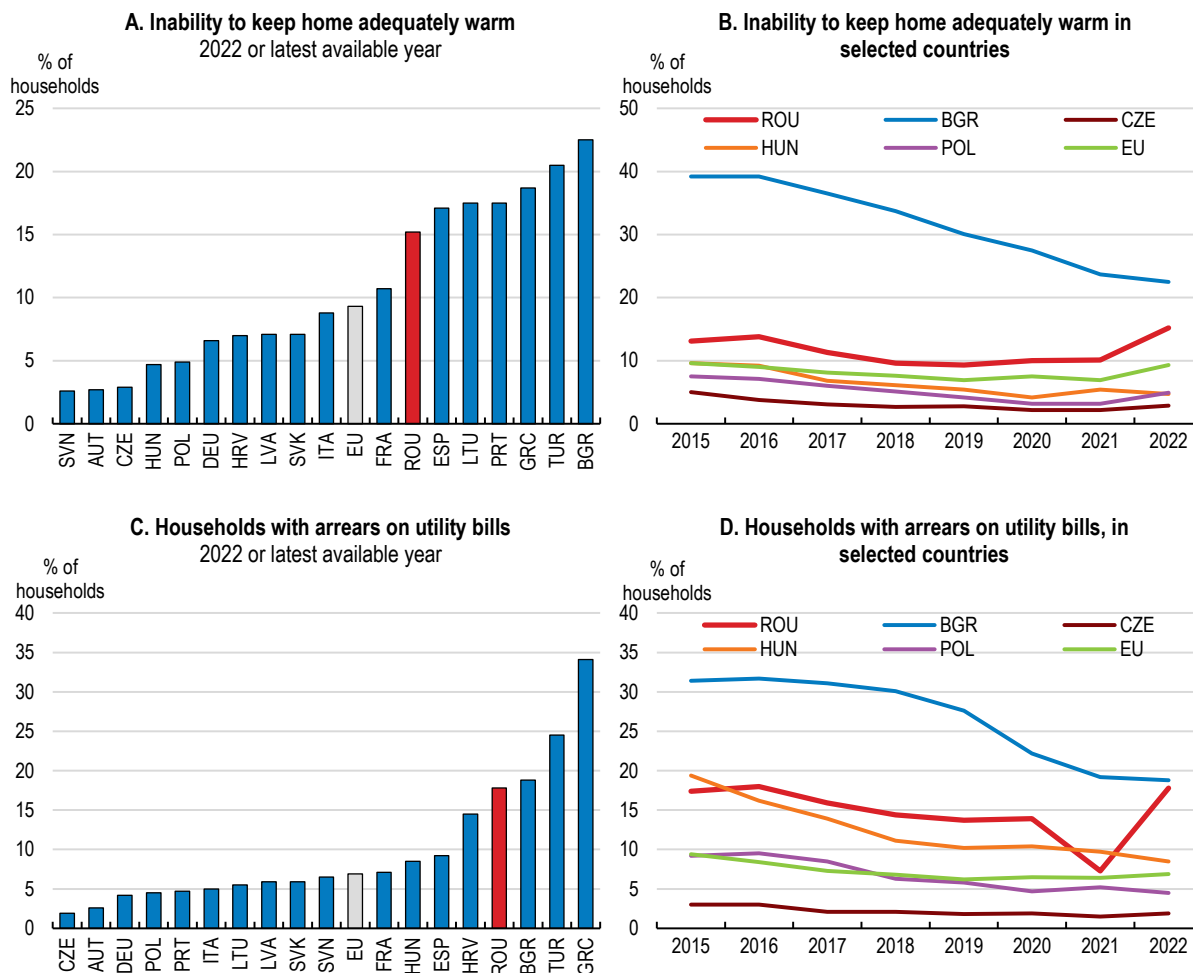 A. Inability to keep home adequately warm
2022 or latest available year
% of
households
25
20
15
10
5
0
SVN
AUT
CZE
HUN
POL
DEU
HRV
LVA
SVK
ITA
EU
FRA
ROU
ESP
LTU
PRT
GRC
TUR
BGR
B. Inability to keep home adequately warm in
selected countries
% of
households
ROU BGR CZE
HUN POL EU
50
40
30
20
10
0
2015 2016 2017 2018 2019 2020 2021 2022
C. Households with arrears on utility bills
2022 or latest available year
% of
households
40
35
30
25
20
15
10
5
0
CZE
AUT
DEU
POL
PRT
ITA
LTU
LVA
SVK
SVN
EU
FRA
HUN
ESP
HRV
ROU
BGR
TUR
GRC
D. Households with arrears on utility bills, in
selected countries
% of
households
ROU BGR CZE
HUN POL EU
40
35
30
25
20
15
10
5
0
2015 2016 2017 2018 2019 2020 2021 2022